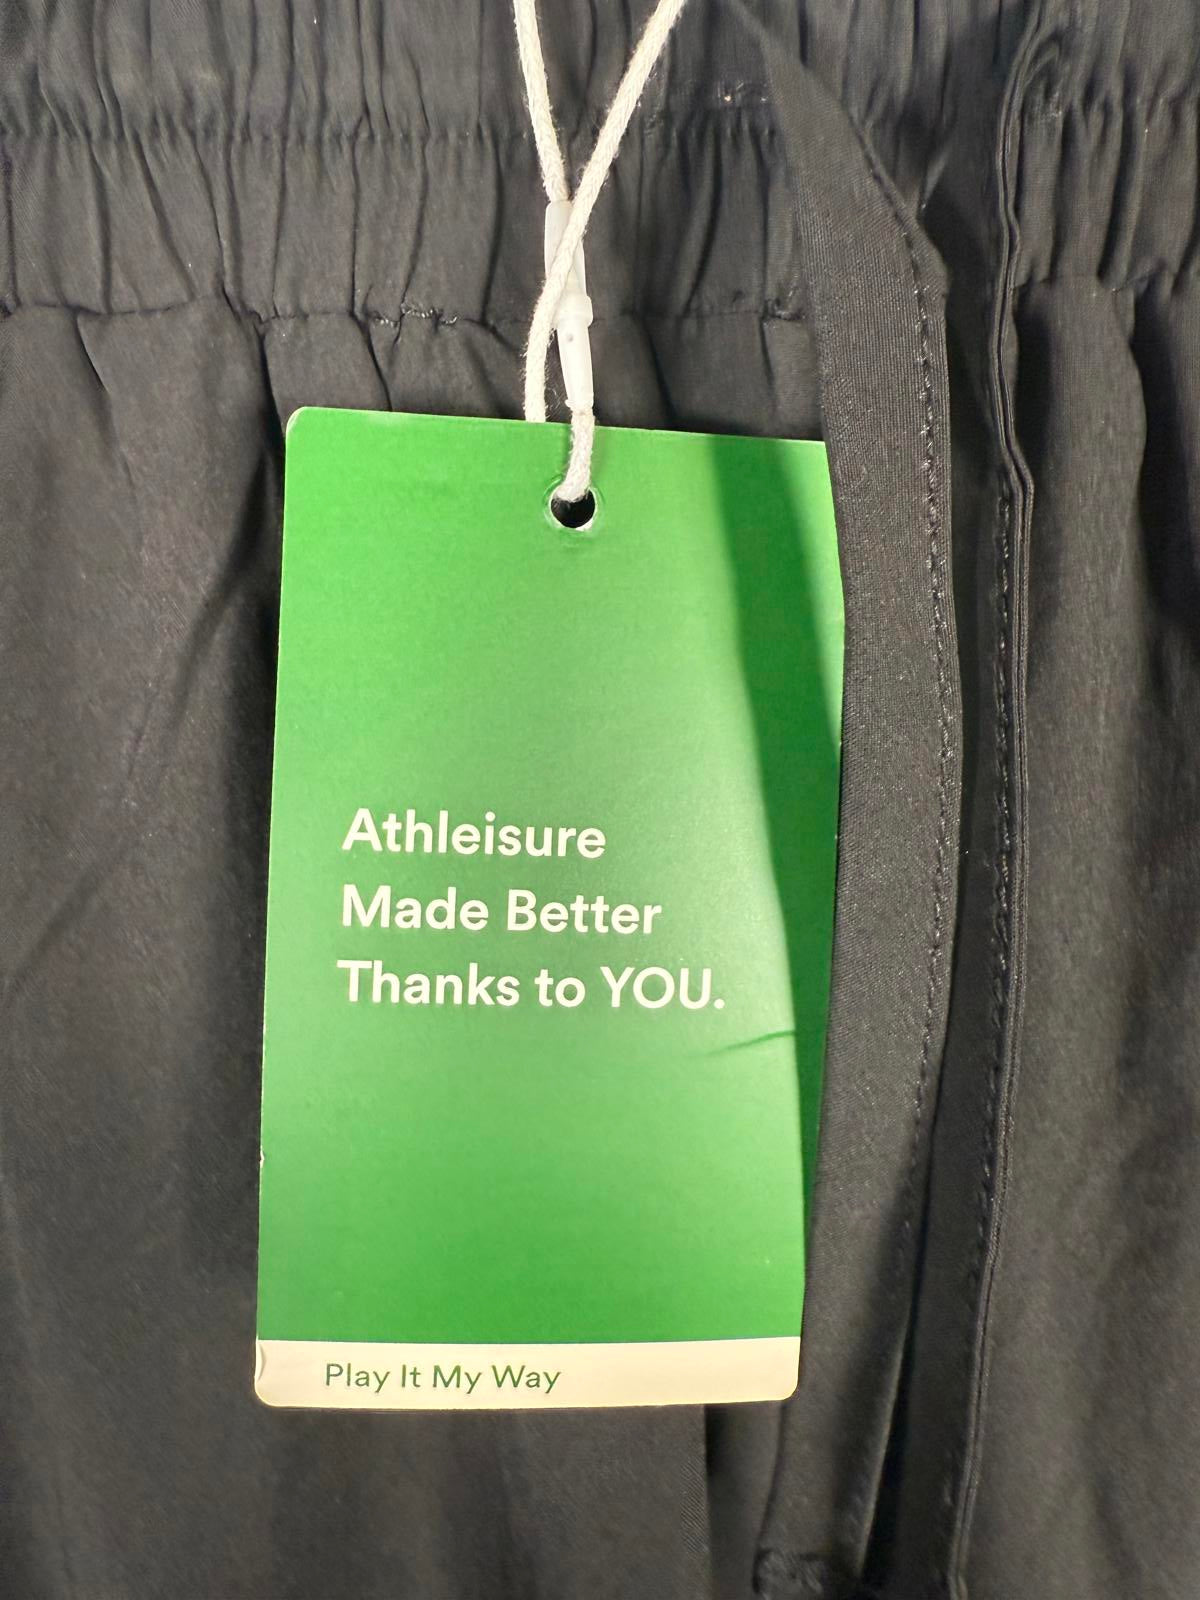 Athleisure
Made Better
Thanks to YOU.
Play It My Way